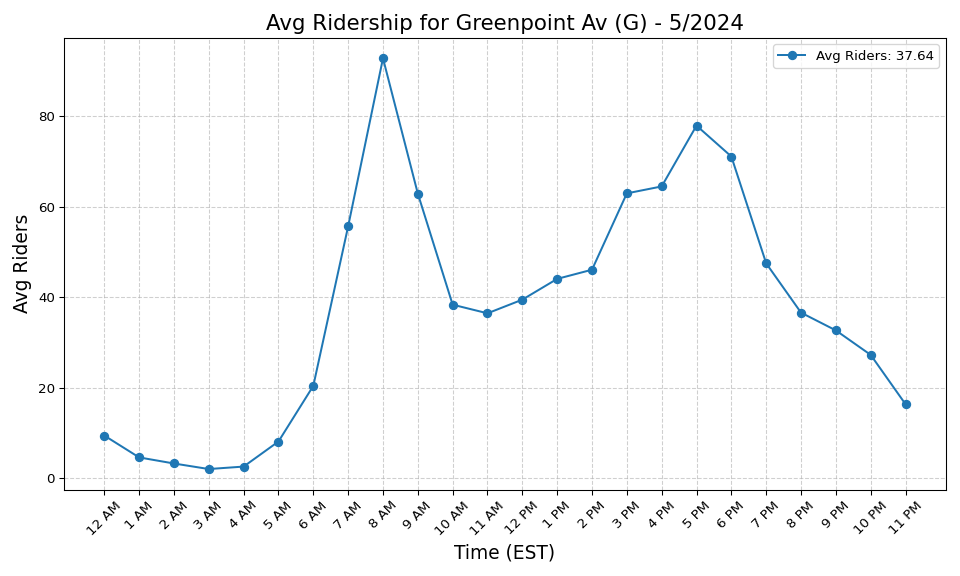 Avg Ridership for Greenpoint Av (G) - 5/2024
Avg Riders: 37.64
Avg Riders
80
60
40
20
0
12 AM
1 AM
2 AM
3 AM
4 AM
5 AM
6 AM
7 AM
8 AM
9 AM
10 AM
11 AM
12 PM
1 PM
2 PM
3 PM
4 PM
5 PM
6 PM
7 PM
8 PM
9 PM
10 PM
11 PM
Time (EST)